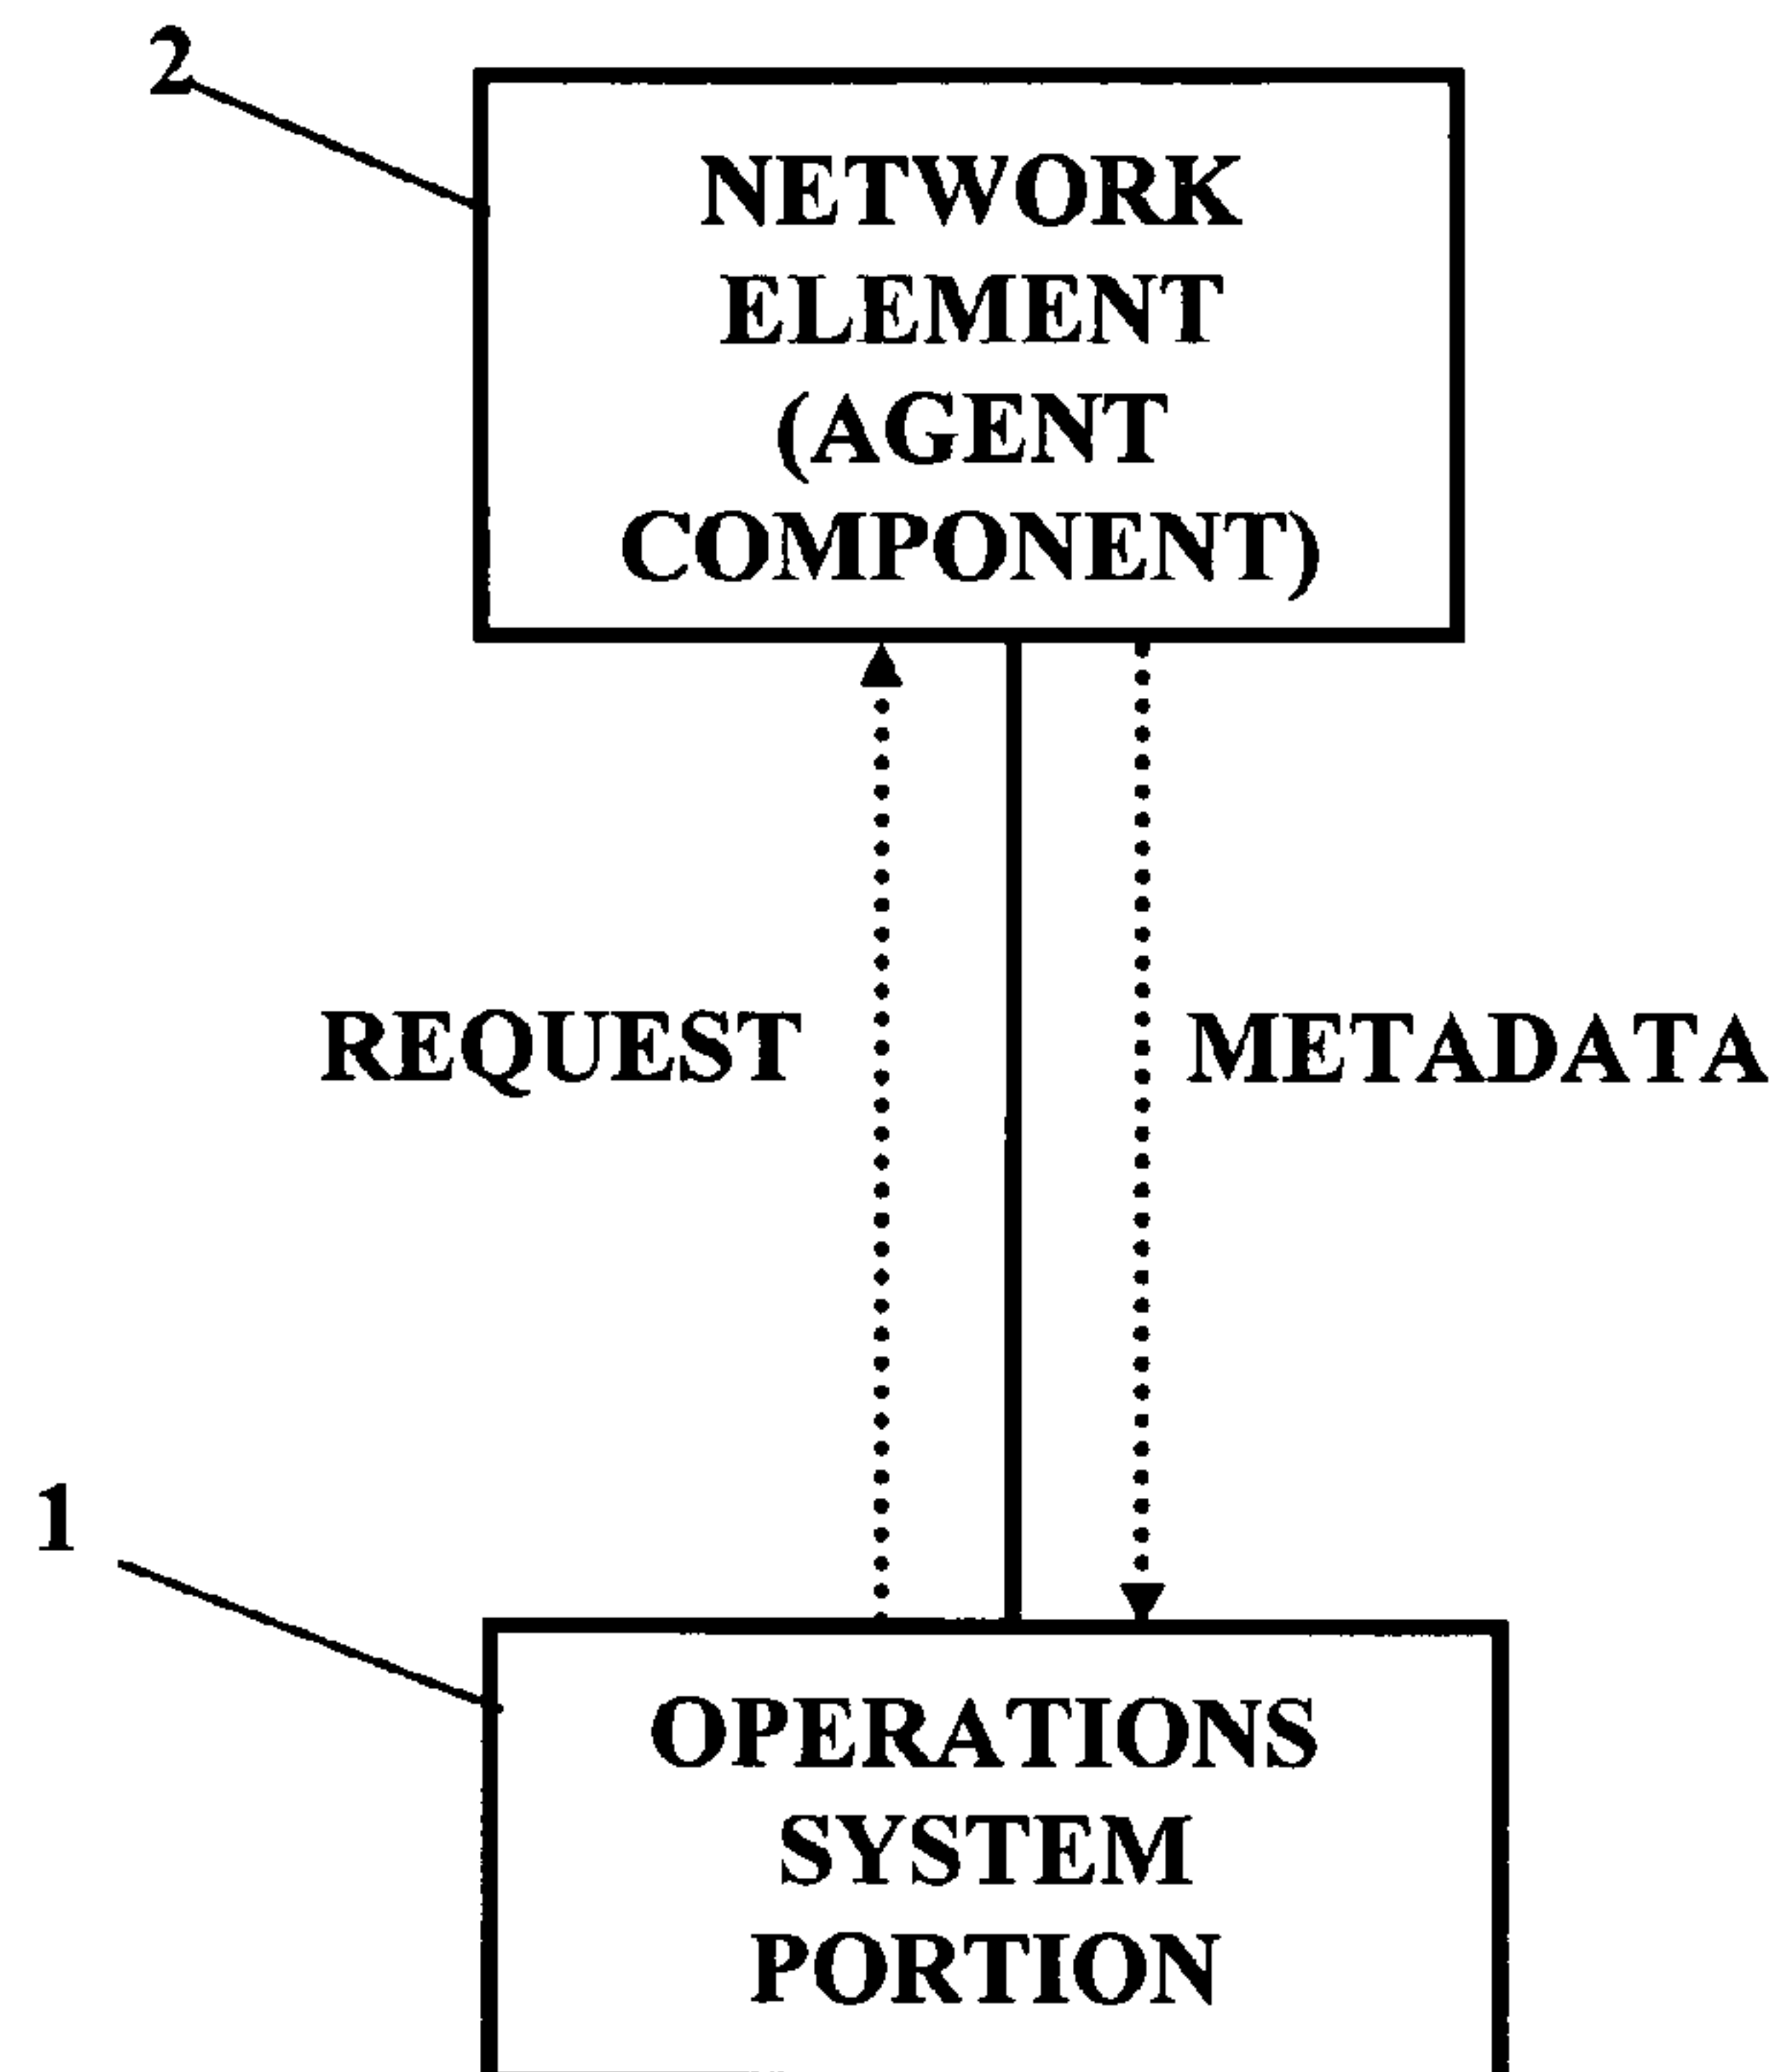 2
NETWORK
ELEMENT
(AGENT
COMPONENT)
REQUEST
METADATA
1
OPERATIONS
SYSTEM
PORTION